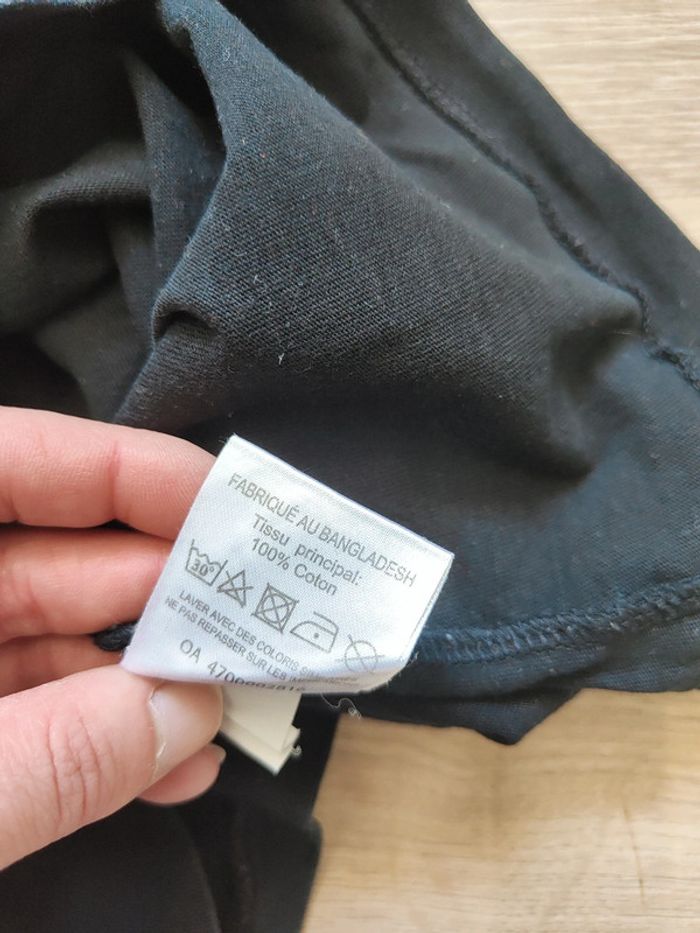 FABRIQUÉ AU BANGLADESH
Tissu principal:
100% Coton
30°
LAVER AVEC DES COLORIS
NE PAS REPASSER SUR LES
OA